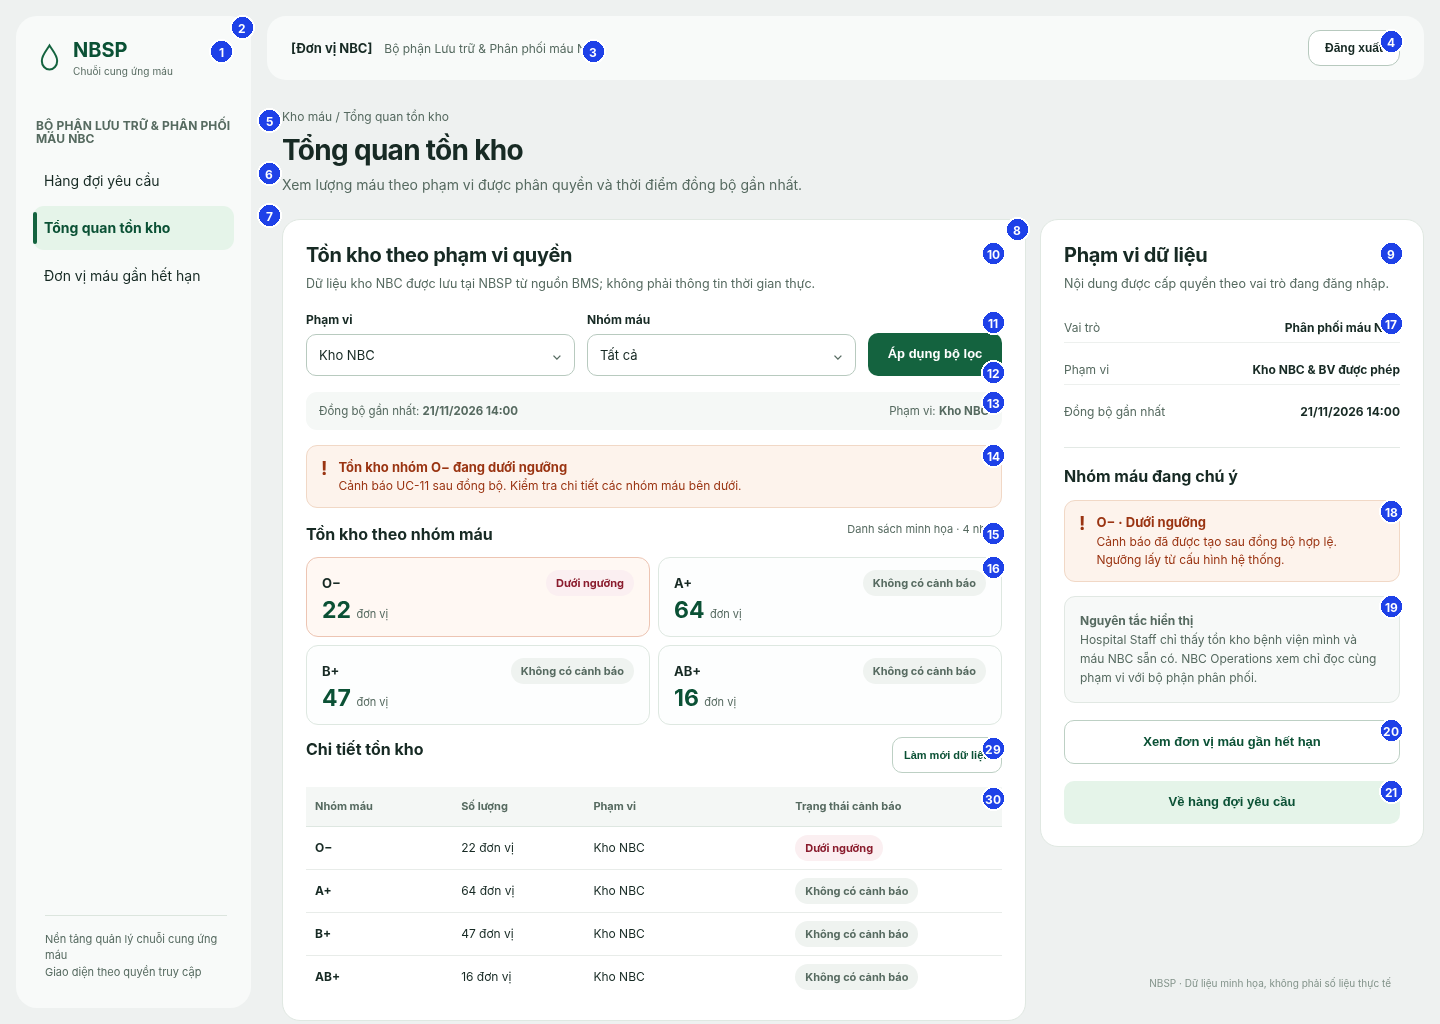 NBSP
Chuỗi cung ứng máu
1
2
BỘ PHẬN LƯU TRỮ & PHÂN PHỐI
MÁU NBC
Hàng đợi yêu cầu
Tổng quan tồn kho
Đơn vị máu gần hết hạn
Nền tảng quản lý chuỗi cung ứng
máu
Giao diện theo quyền truy cập
[Đơn vị NBC] Bộ phận Lưu trữ & Phân phối máu
3
Đăng xuất
4
5
Kho máu / Tổng quan tồn kho
Tổng quan tồn kho
6
Xem lượng máu theo phạm vi được phân quyền và thời điểm đồng bộ gần nhất.
7
8
Tồn kho theo phạm vi quyền
10
Dữ liệu kho NBC được lưu tại NBSP từ nguồn BMS; không phải thông tin thời gian thực.
Phạm vi
Nhóm máu
11
Kho NBC
Tất cả
Áp dụng bộ lọc
12
Đồng bộ gần nhất: 21/11/2026 14:00
Phạm vi: Kho NBC
13
! Tồn kho nhóm O− đang dưới ngưỡng
14
Cảnh báo UC-11 sau đồng bộ. Kiểm tra chi tiết các nhóm máu bên dưới.
Tồn kho theo nhóm máu
Danh sách minh họa · 4
15
O−
Dưới ngưỡng
22 đơn vị
A+
Không có cảnh báo
16
64 đơn vị
B+
Không có cảnh báo
47 đơn vị
AB+
Không có cảnh báo
16 đơn vị
Chi tiết tồn kho
Làm mới dữ liệu
29
Nhóm máu Số lượng Phạm vi Trạng thái cảnh báo
30
O− 22 đơn vị Kho NBC Dưới ngưỡng
A+ 64 đơn vị Kho NBC Không có cảnh báo
B+ 47 đơn vị Kho NBC Không có cảnh báo
AB+ 16 đơn vị Kho NBC Không có cảnh báo
Phạm vi dữ liệu
9
Nội dung được cấp quyền theo vai trò đang đăng nhập.
Vai trò Phân phối máu
17
Phạm vi Kho NBC & BV được phép
Đồng bộ gần nhất 21/11/2026 14:00
Nhóm máu đang chú ý
! O− · Dưới ngưỡng
18
Cảnh báo đã được tạo sau đồng bộ hợp lệ.
Ngưỡng lấy từ cấu hình hệ thống.
19
Nguyên tắc hiển thị
Hospital Staff chỉ thấy tồn kho bệnh viện mình và
máu NBC sẵn có. NBC Operations xem chỉ đọc cùng
phạm vi với bộ phận phân phối.
Xem đơn vị máu gần hết hạn
20
Về hàng đợi yêu cầu
21
NBSP · Dữ liệu minh họa, không phải số liệu thực tế